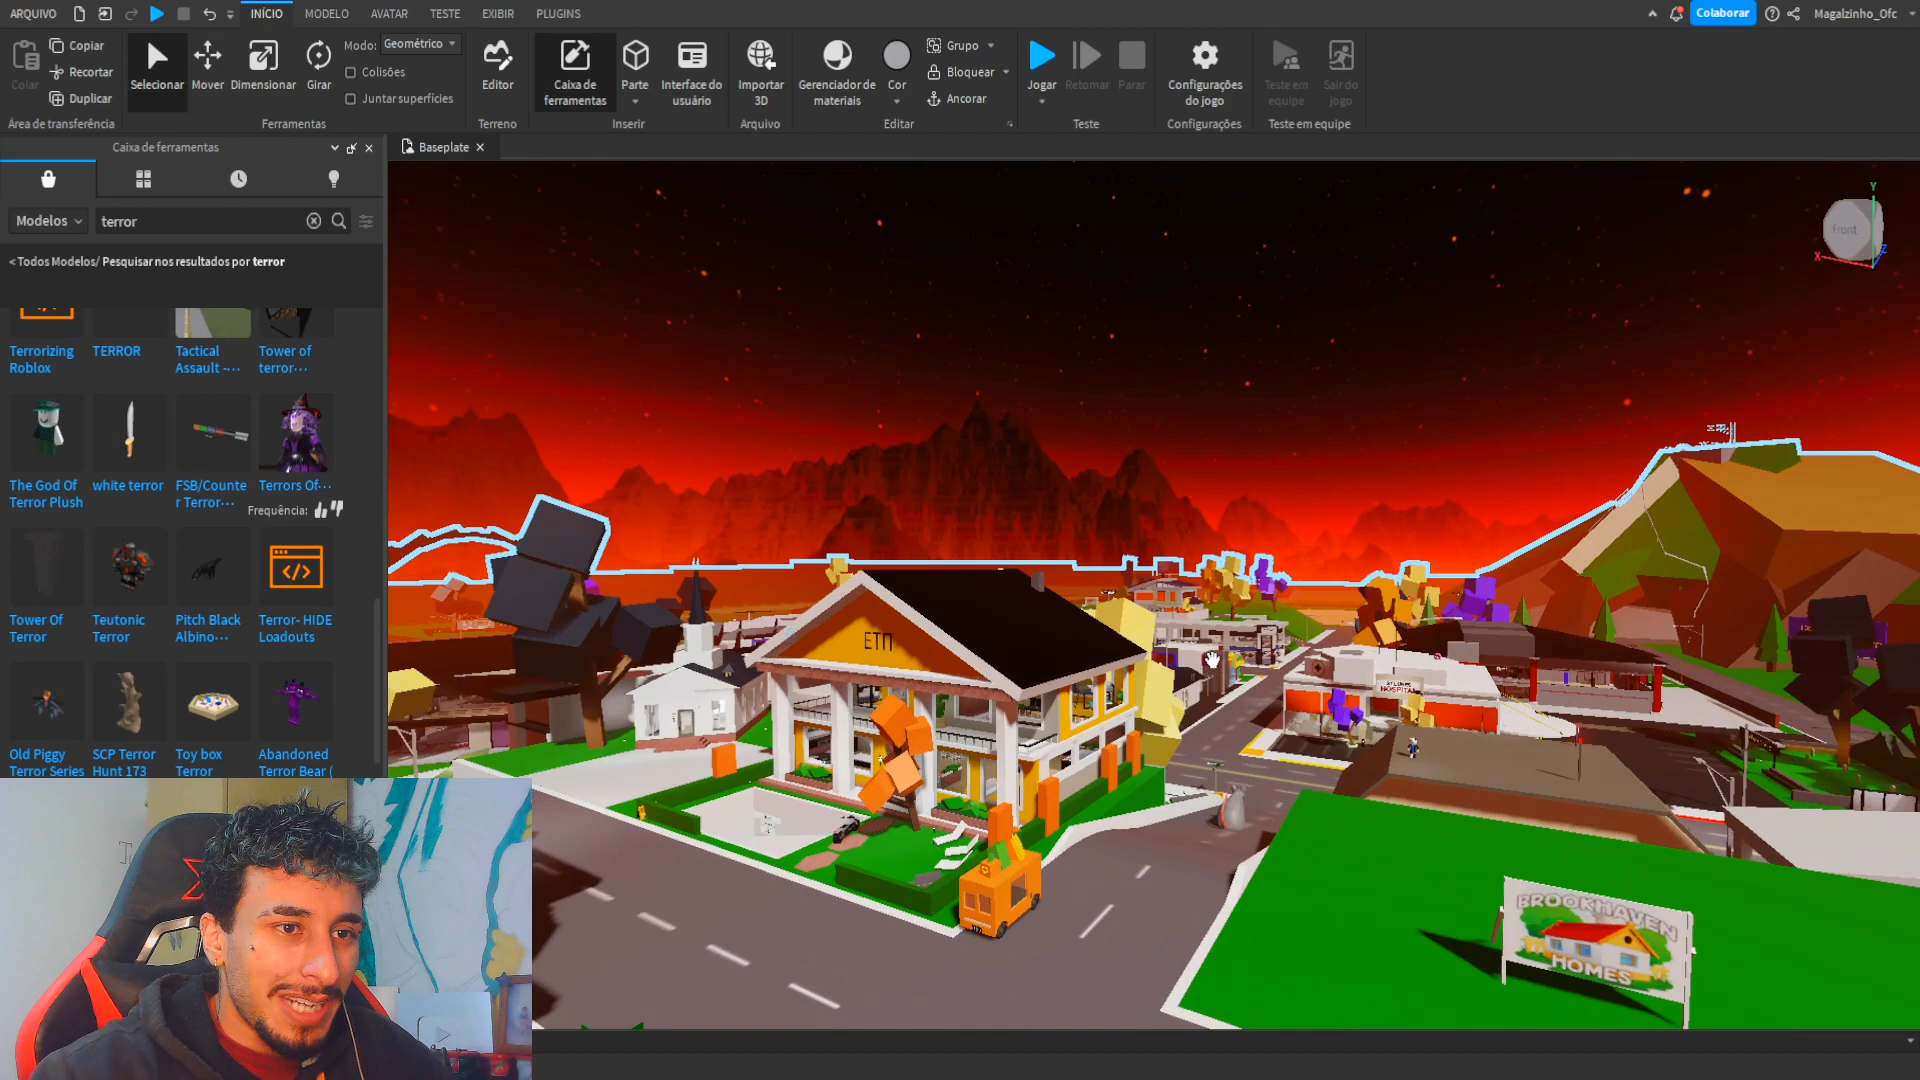 ARQUIVO
INÍCIO
MODELO
AVATAR
TESTE
EXIBIR
PLUGINS
Colaborar
Magalzinho_Ofc
Colar
Copiar
Recortar
Duplicar
Área de transferência
Selecionar
Mover
Dimensionar
Girar
Modo:
Geométrico
Colisões
Juntar superfícies
Ferramentas
Editor
Terreno
Caixa de
ferramentas
Parte
Interface do
usuário
Inserir
Importar
3D
Arquivo
Gerenciador de
materiais
Cor
Grupo
Bloquear
Ancorar
Editar
Jogar
Retomar
Parar
Teste
Configurações
do jogo
Configurações
Teste em
equipe
Sair do
jogo
Teste em equipe
Caixa de ferramentas
Baseplate
Modelos
terror
< Todos Modelos/ Pesquisar nos resultados por terror
Terrorizing
Roblox
TERROR
Tactical
Assault -...
Tower of
terror...
The God Of
Terror Plush
white terror
FSB/Counte
r Terror...
Terrors Of...
Frequência:
Tower Of
Terror
Teutonic
Terror
Pitch Black
Albino...
Terror- HIDE
Loadouts
Old Piggy
Terror Series
SCP Terror
Hunt 173
Toy box
Terror
Abandoned
Terror Bear (
Front
X
Y
Z
ЕТП
HOSPITAL
BROOKHAVEN
HOMES